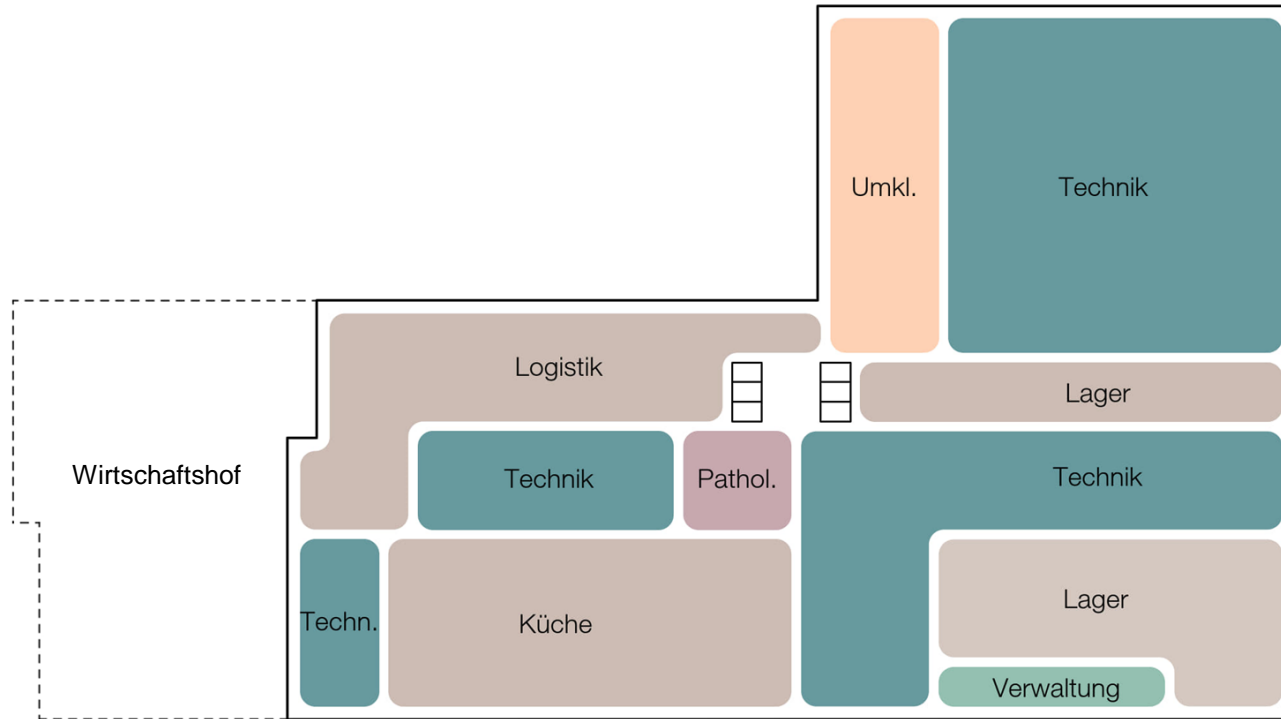 Umkl.
Technik
Logistik
Lager
Wirtschaftshof
Technik
Pathol.
Technik
Techn.
Küche
Lager
Verwaltung